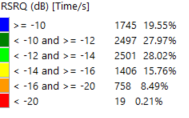 RSRQ (dB) [Time/s]
>= -10 1745 19.55%
< -10 and >= -12 2497 27.97%
< -12 and >= -14 2501 28.02%
< -14 and >= -16 1406 15.76%
< -16 and >= -20 758 8.49%
< -20 19 0.21%